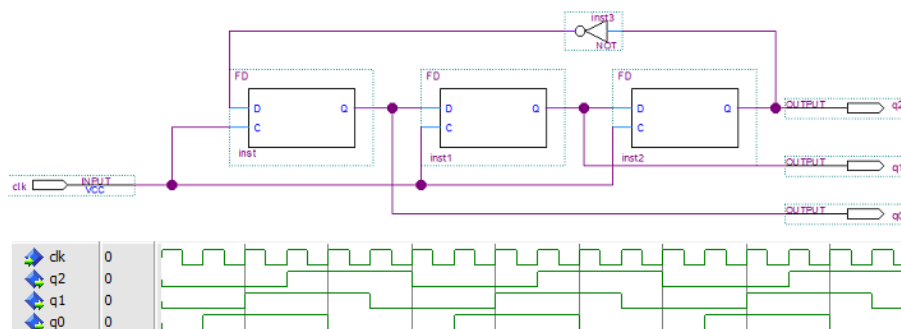 inst3
NOT
FD FD FD
D Q D Q D Q
C C C
inst inst1 inst2
OUTPUT q2
OUTPUT q1
clk INPUT
VCC
OUTPUT q0
clk 0
q2 0
q1 0
q0 0